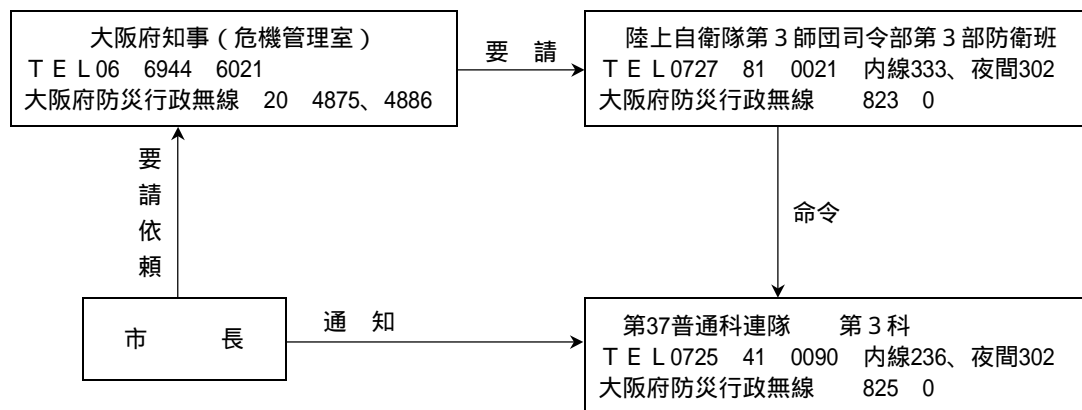 大阪府知事（危機管理室）
ＴＥＬ06　6944　6021
大阪府防災行政無線　20　4875、4886
要　請
陸上自衛隊第３師団司令部第３部防衛班
ＴＥＬ0727　81　0021　内線333、夜間302
大阪府防災行政無線　　823　0
要請依頼
命令
市　　長
通　知
第37普通科連隊　　第３科
ＴＥＬ0725　41　0090　内線236、夜間302
大阪府防災行政無線　　825　0